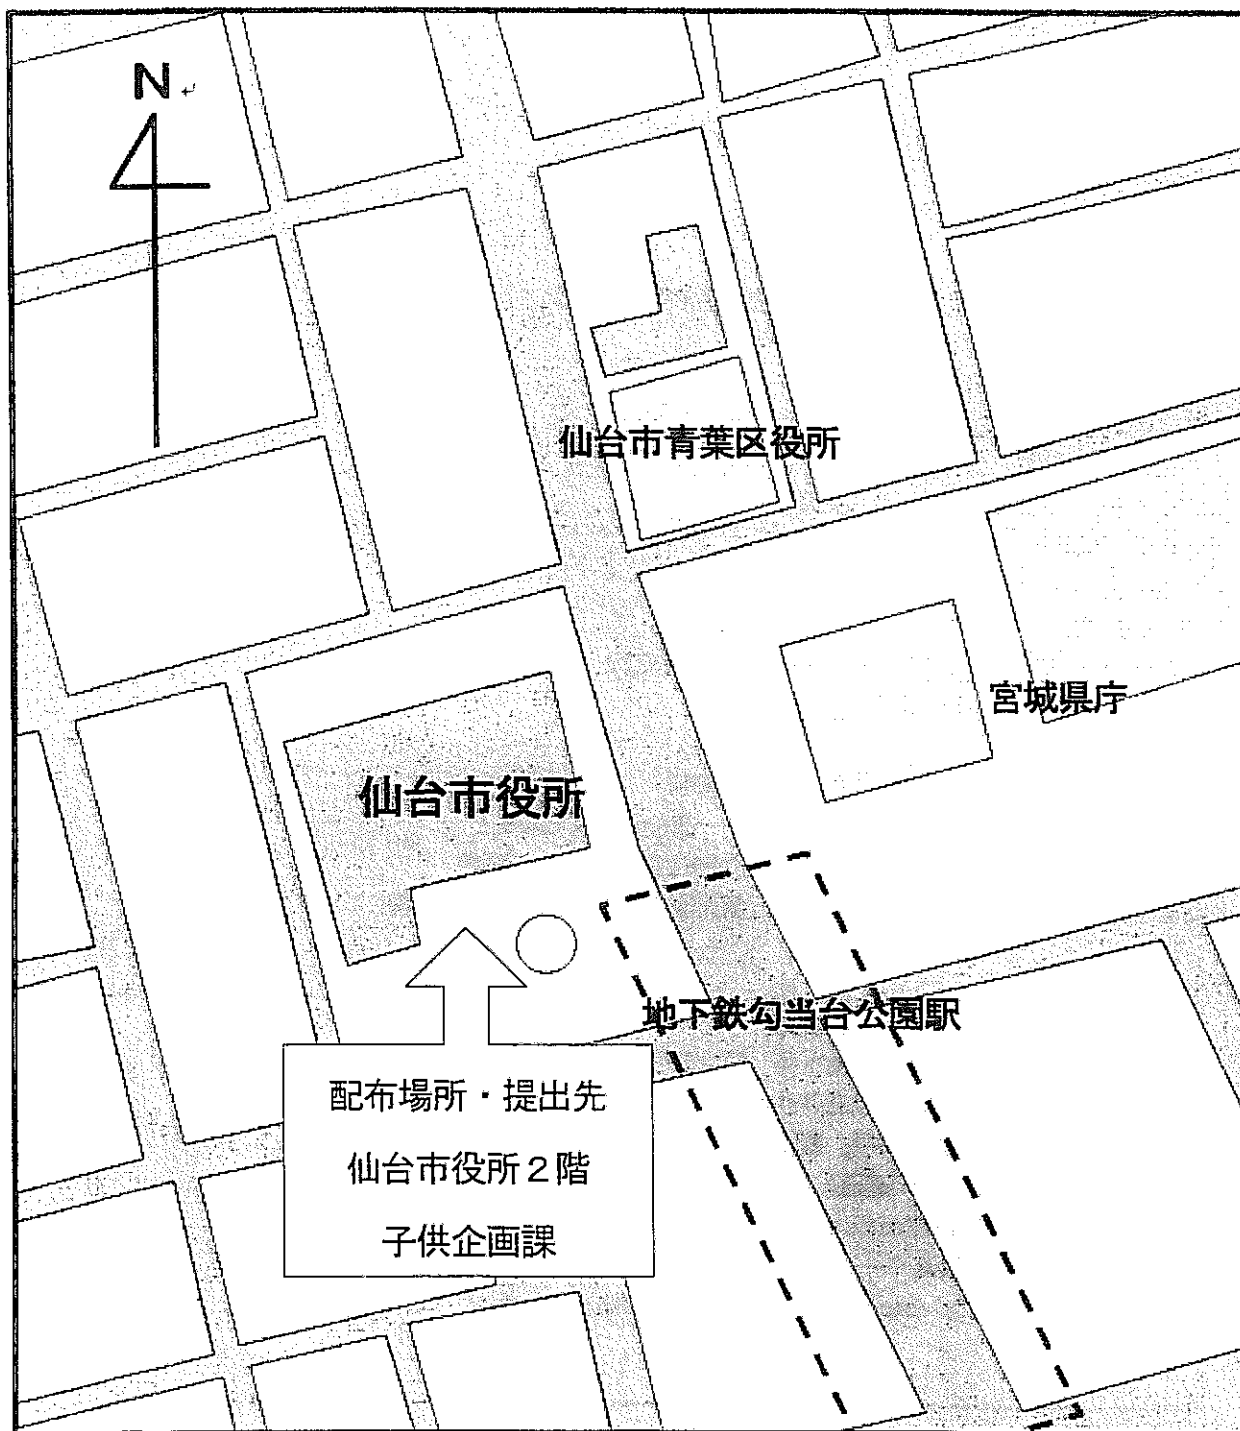 N
仙台市青葉区役所
宮城県庁
仙台市役所
地下鉄勾当台公園駅
配布場所・提出先
仙台市役所２階
子供企画課